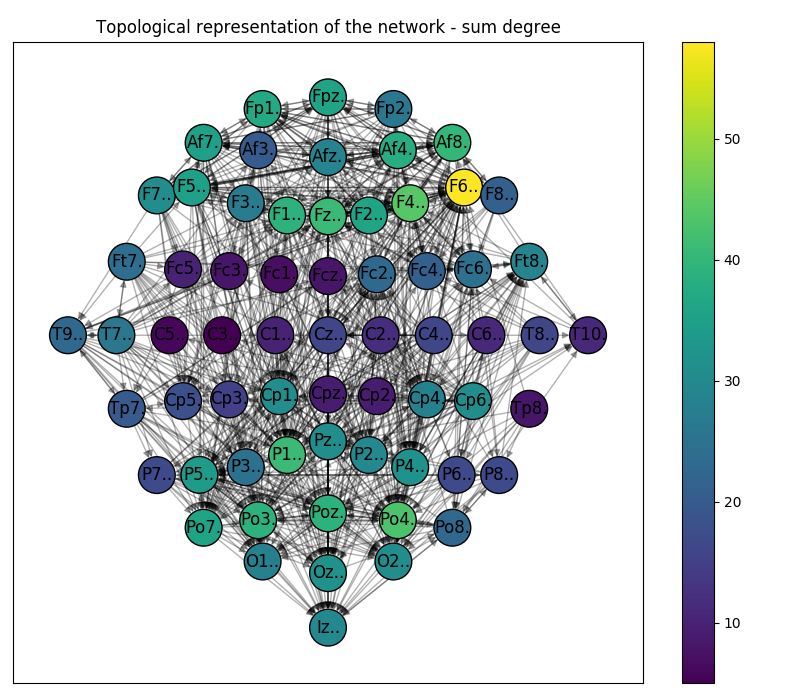 Topological representation of the network - sum degree
Fpz.
Fp1. Fp2.
Af7. Af3. Afz. Af4. Af8.
F7.. F5.. F3.. F1.. Fz.. F2.. F4.. F6.. F8..
Ft7. Fc5. Fc3. Fc1. Fcz. Fc2. Fc4. Fc6. Ft8.
T9.. T7.. C5.. C3.. C1.. Cz.. C2.. C4.. C6.. T8.. T10.
Tp7. Cp5. Cp3. Cp1. Cpz. Cp2. Cp4. Cp6. Tp8.
P7.. P5.. P3.. P1.. Pz.. P2.. P4.. P6.. P8..
Po7. Po3. Poz. Po4. Po8.
O1.. Oz.. O2..
Iz..
50
40
30
20
10